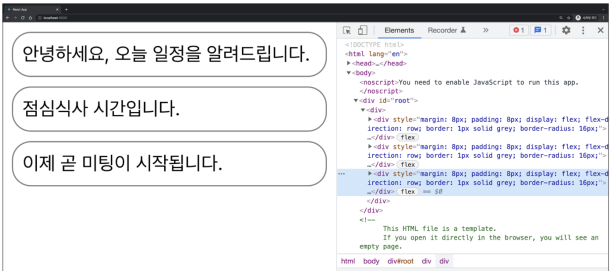 React App
localhost:3000
안녕하세요, 오늘 일정을 알려드립니다.
점심식사 시간입니다.
이제 곧 미팅이 시작됩니다.
Elements Recorder 1 1
<!DOCTYPE html>
<html lang="en">
▶<head>…</head>
▼<body>
<noscript>You need to enable JavaScript to run this app.
</noscript>
▼<div id="root">
▼<div>
▶<div style="margin: 8px; padding: 8px; display: flex; flex-d
irection: row; border: 1px solid grey; border-radius: 16px;">
…</div> flex
▶<div style="margin: 8px; padding: 8px; display: flex; flex-d
irection: row; border: 1px solid grey; border-radius: 16px;">
…</div> flex
▶<div style="margin: 8px; padding: 8px; display: flex; flex-d
irection: row; border: 1px solid grey; border-radius: 16px;">
…</div> flex == $0
</div>
</div>
<!--
This HTML file is a template.
If you open it directly in the browser, you will see an
empty page.
html body div#root div div